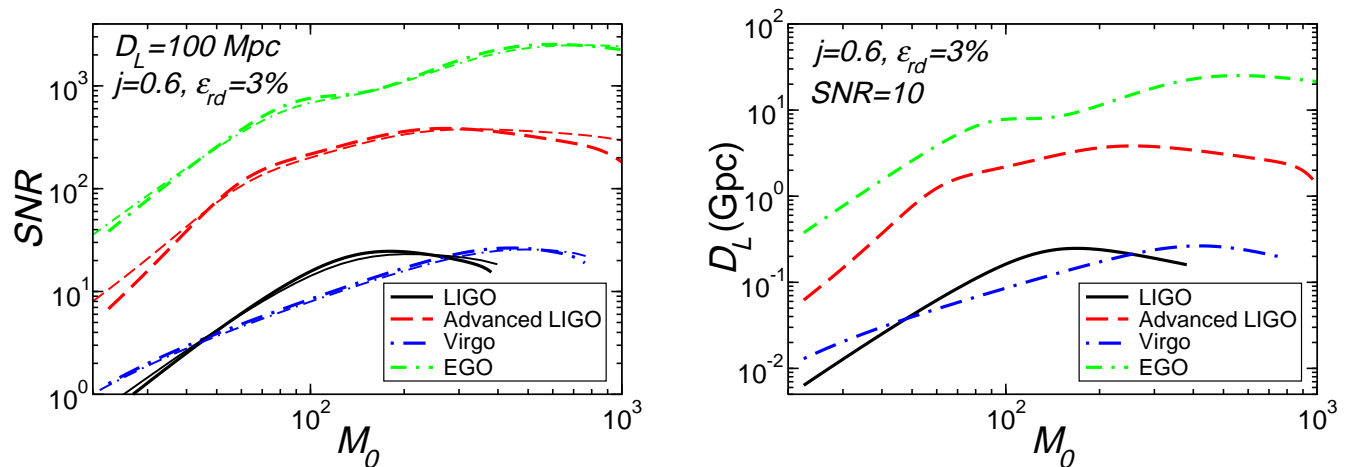 D_L=100 Mpc
j=0.6, ε_rd=3%
SNR
10^3
10^2
10^1
10^0
LIGO
Advanced LIGO
Virgo
EGO
10^2
10^3
M_0
j=0.6, ε_rd=3%
SNR=10
D_L (Gpc)
10^2
10^1
10^0
10^-1
10^-2
LIGO
Advanced LIGO
Virgo
EGO
10^2
10^3
M_0